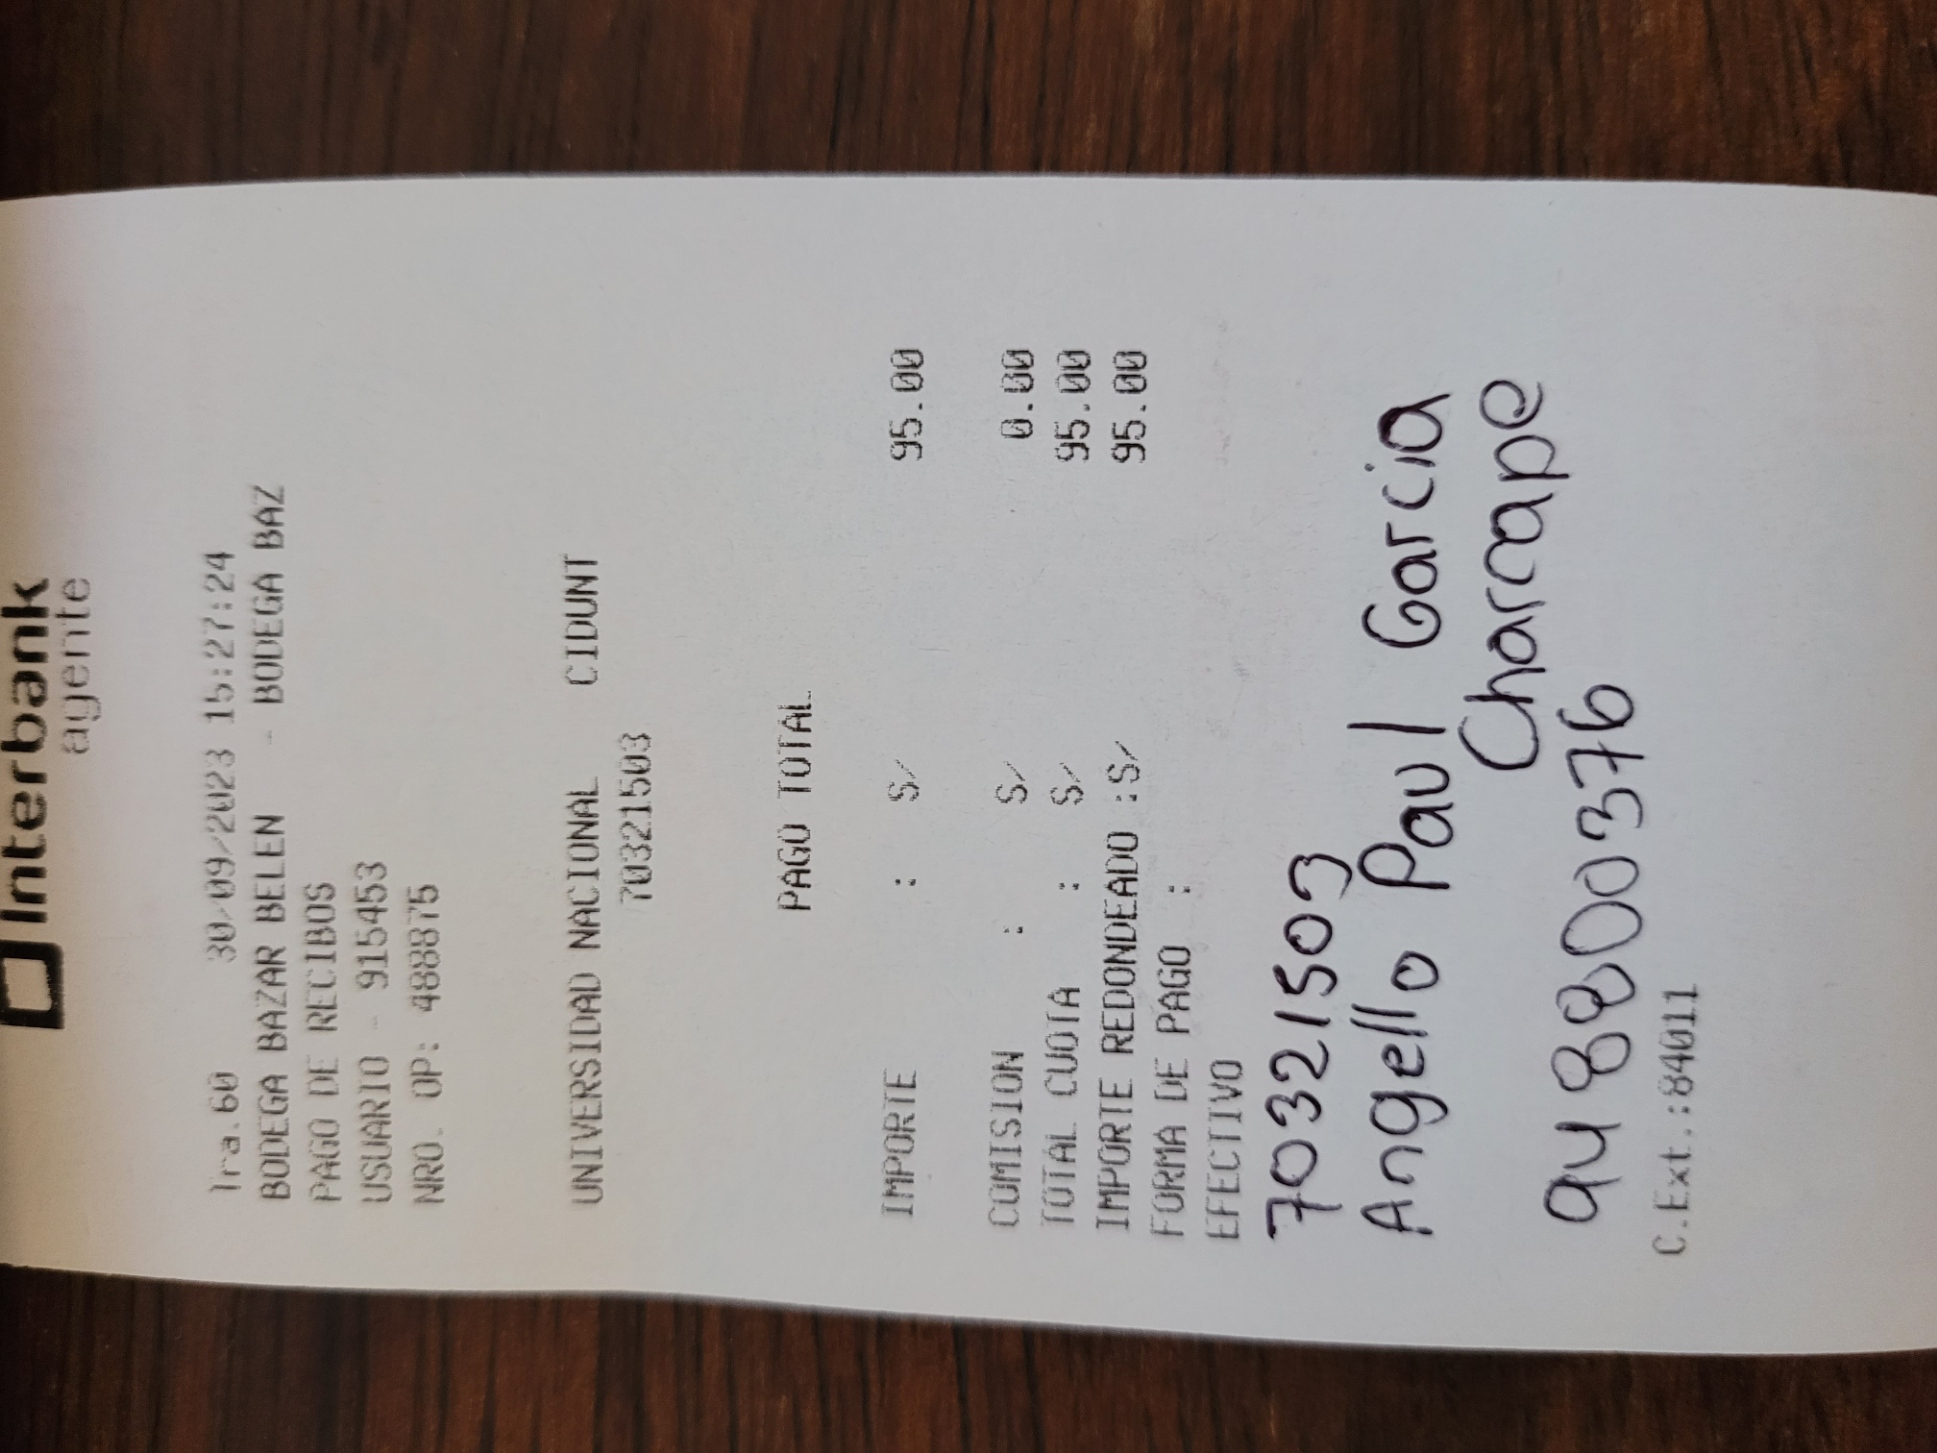 Interbank
agente
Tra.60 30/09/2023 15:27:24
BODEGA BAZAR BELEN - BODEGA BAZ
PAGO DE RECIBOS
USUARIO - 915453
NRO. OP: 488875
UNIVERSIDAD NACIONAL CIDUNT
70321503
PAGO TOTAL
IMPORTE : S/ 95.00
COMISION : S/ 0.00
TOTAL CUOTA : S/ 95.00
IMPORTE REDONDEADO :S/ 95.00
FORMA DE PAGO :
EFECTIVO
70321503
Angello Paul Garcia
Charcape
948800376
C.Ext.:84011